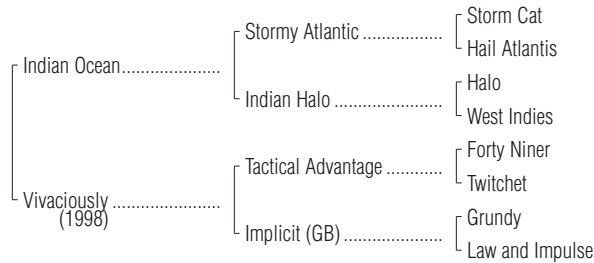 Storm Cat
Stormy Atlantic ..................
Hail Atlantis
Indian Ocean......................
Halo
Indian Halo ........................
West Indies
Forty Niner
Tactical Advantage ............
Twitchet
Vivaciously ........................
(1998)
Grundy
Implicit (GB) ......................
Law and Impulse